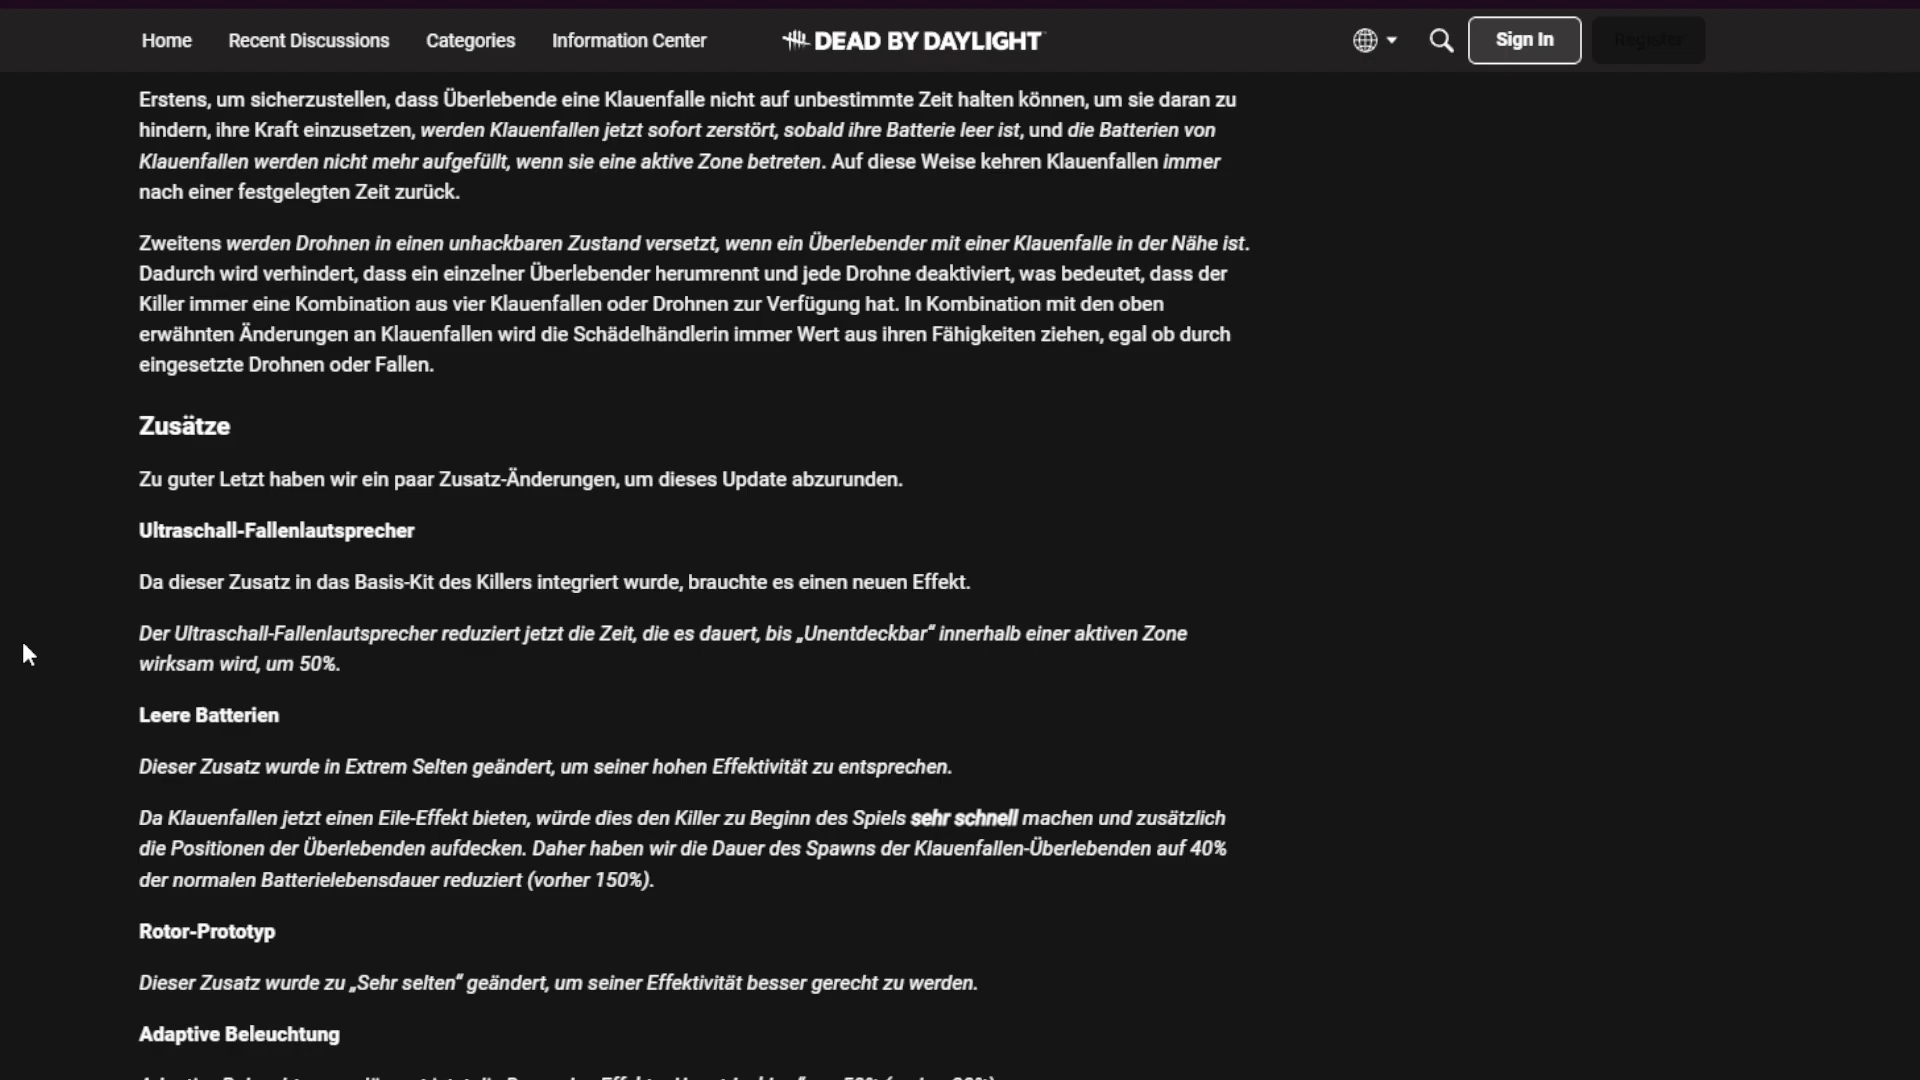 Home Recent Discussions Categories Information Center DEAD BY DAYLIGHT Sign In Register
Erstens, um sicherzustellen, dass Überlebende eine Klauenfalle nicht auf unbestimmte Zeit halten können, um sie daran zu
hindern, ihre Kraft einzusetzen, werden Klauenfallen jetzt sofort zerstört, sobald ihre Batterie leer ist, und die Batterien von
Klauenfallen werden nicht mehr aufgefüllt, wenn sie eine aktive Zone betreten. Auf diese Weise kehren Klauenfallen immer
nach einer festgelegten Zeit zurück.
Zweitens werden Drohnen in einen unhackbaren Zustand versetzt, wenn ein Überlebender mit einer Klauenfalle in der Nähe ist.
Dadurch wird verhindert, dass ein einzelner Überlebender herumrennt und jede Drohne deaktiviert, was bedeutet, dass der
Killer immer eine Kombination aus vier Klauenfallen oder Drohnen zur Verfügung hat. In Kombination mit den oben
erwähnten Änderungen an Klauenfallen wird die Schädelhändlerin immer Wert aus ihren Fähigkeiten ziehen, egal ob durch
eingesetzte Drohnen oder Fallen.
Zusätze
Zu guter Letzt haben wir ein paar Zusatz-Änderungen, um dieses Update abzurunden.
Ultraschall-Fallenlautsprecher
Da dieser Zusatz in das Basis-Kit des Killers integriert wurde, brauchte es einen neuen Effekt.
Der Ultraschall-Fallenlautsprecher reduziert jetzt die Zeit, die es dauert, bis „Unentdeckbar“ innerhalb einer aktiven Zone
wirksam wird, um 50%.
Leere Batterien
Dieser Zusatz wurde in Extrem Selten geändert, um seiner hohen Effektivität zu entsprechen.
Da Klauenfallen jetzt einen Eile-Effekt bieten, würde dies den Killer zu Beginn des Spiels sehr schnell machen und zusätzlich
die Positionen der Überlebenden aufdecken. Daher haben wir die Dauer des Spawns der Klauenfallen-Überlebenden auf 40%
der normalen Batterielebensdauer reduziert (vorher 150%).
Rotor-Prototyp
Dieser Zusatz wurde zu „Sehr selten“ geändert, um seiner Effektivität besser gerecht zu werden.
Adaptive Beleuchtung